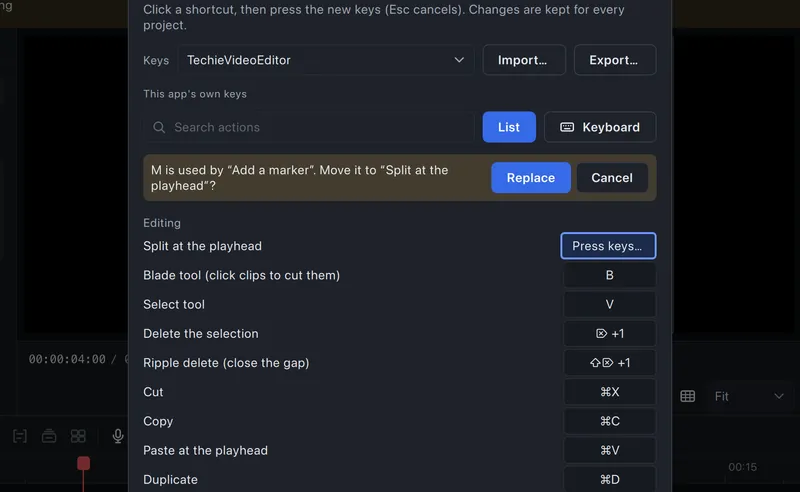 ng
Click a shortcut, then press the new keys (Esc cancels). Changes are kept for every
project.
Keys TechieVideoEditor Import… Export…
This app's own keys
Search actions List Keyboard
M is used by “Add a marker”. Move it to “Split at the
playhead”?
Replace Cancel
Editing
Split at the playhead Press keys…
Blade tool (click clips to cut them) B
Select tool V
Delete the selection ⌦ +1
Ripple delete (close the gap) ⇧⌦ +1
Cut ⌘X
Copy ⌘C
Paste at the playhead ⌘V
Duplicate ⌘D
00:00:04:00 /
Fit
00:15